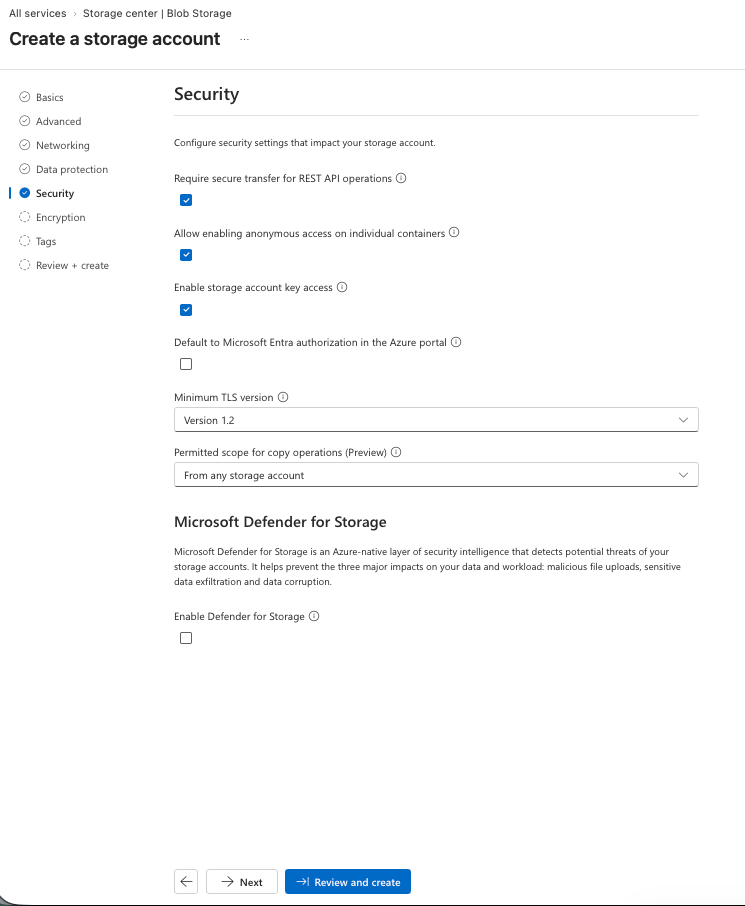 All services › Storage center | Blob Storage
Create a storage account ...
Basics
Advanced
Networking
Data protection
Security
Encryption
Tags
Review + create
Security
Configure security settings that impact your storage account.
Require secure transfer for REST API operations
Allow enabling anonymous access on individual containers
Enable storage account key access
Default to Microsoft Entra authorization in the Azure portal
Minimum TLS version
Version 1.2
Permitted scope for copy operations (Preview)
From any storage account
Microsoft Defender for Storage
Microsoft Defender for Storage is an Azure-native layer of security intelligence that detects potential threats of your
storage accounts. It helps prevent the three major impacts on your data and workload: malicious file uploads, sensitive
data exfiltration and data corruption.
Enable Defender for Storage
Next
Review and create